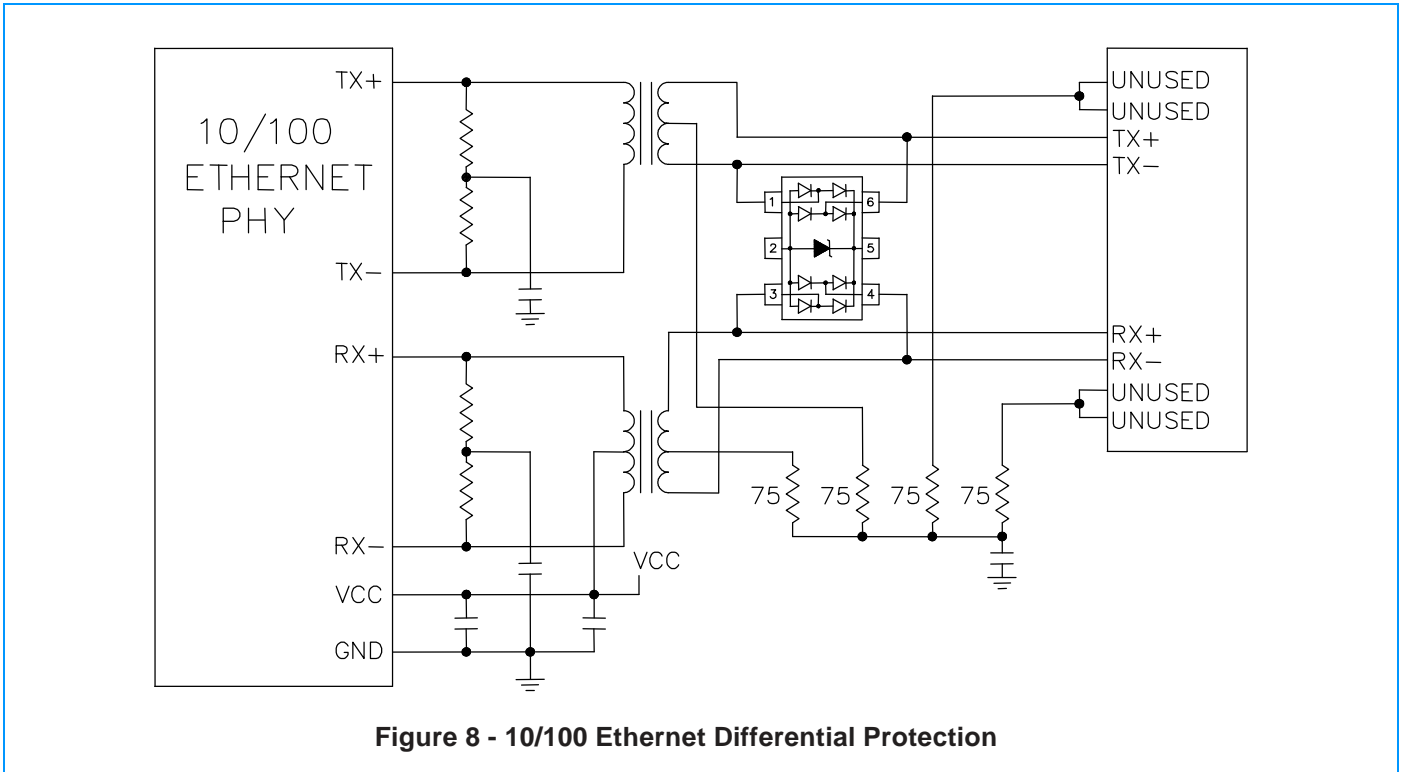 10/100
ETHERNET
PHY
TX+
TX−
RX+
RX−
VCC
GND
VCC
1
2
3
6
5
4
UNUSED
UNUSED
TX+
TX−
RX+
RX−
UNUSED
UNUSED
75
75
75
75
Figure 8 - 10/100 Ethernet Differential Protection